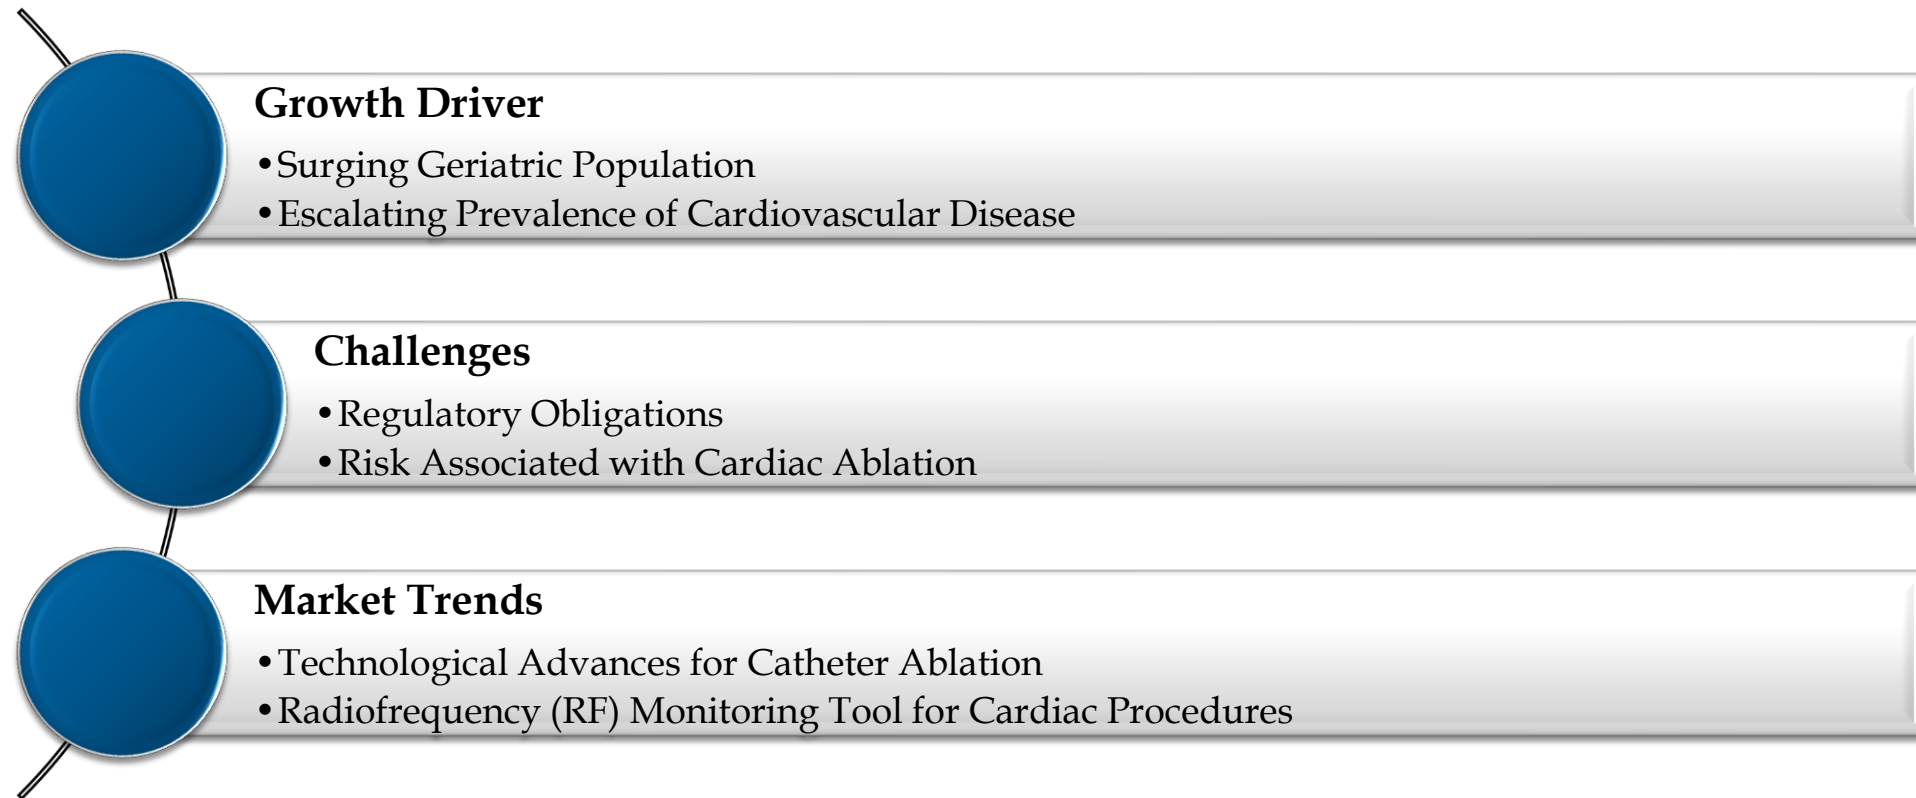 Growth Driver
•Surging Geriatric Population
•Escalating Prevalence of Cardiovascular Disease
Challenges
•Regulatory Obligations
•Risk Associated with Cardiac Ablation
Market Trends
•Technological Advances for Catheter Ablation
•Radiofrequency (RF) Monitoring Tool for Cardiac Procedures